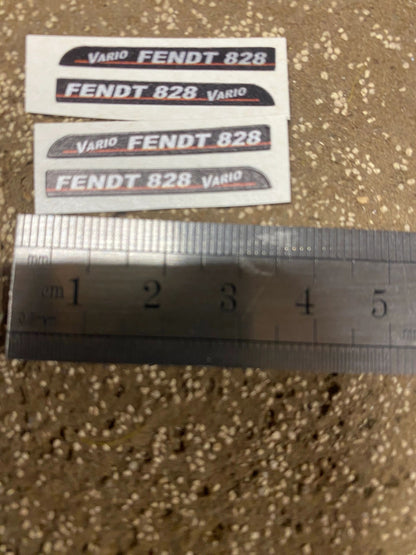 VARIO FENDT 828
FENDT 828 VARIO
VARIO FENDT 828
FENDT 828 VARIO
mm
cm 1 2 3 4 5